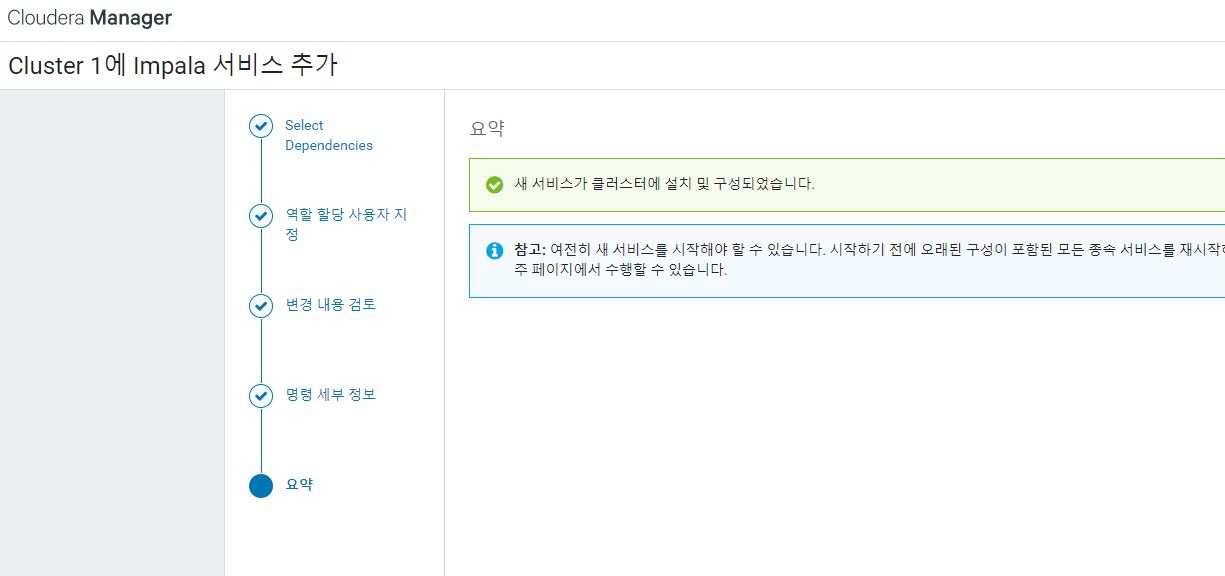 Cloudera Manager
Cluster 1에 Impala 서비스 추가
Select
Dependencies
역할 할당 사용자 지
정
변경 내용 검토
명령 세부 정보
요약
요약
새 서비스가 클러스터에 설치 및 구성되었습니다.
참고: 여전히 새 서비스를 시작해야 할 수 있습니다. 시작하기 전에 오래된 구성이 포함된 모든 종속 서비스를 재시작
주 페이지에서 수행할 수 있습니다.